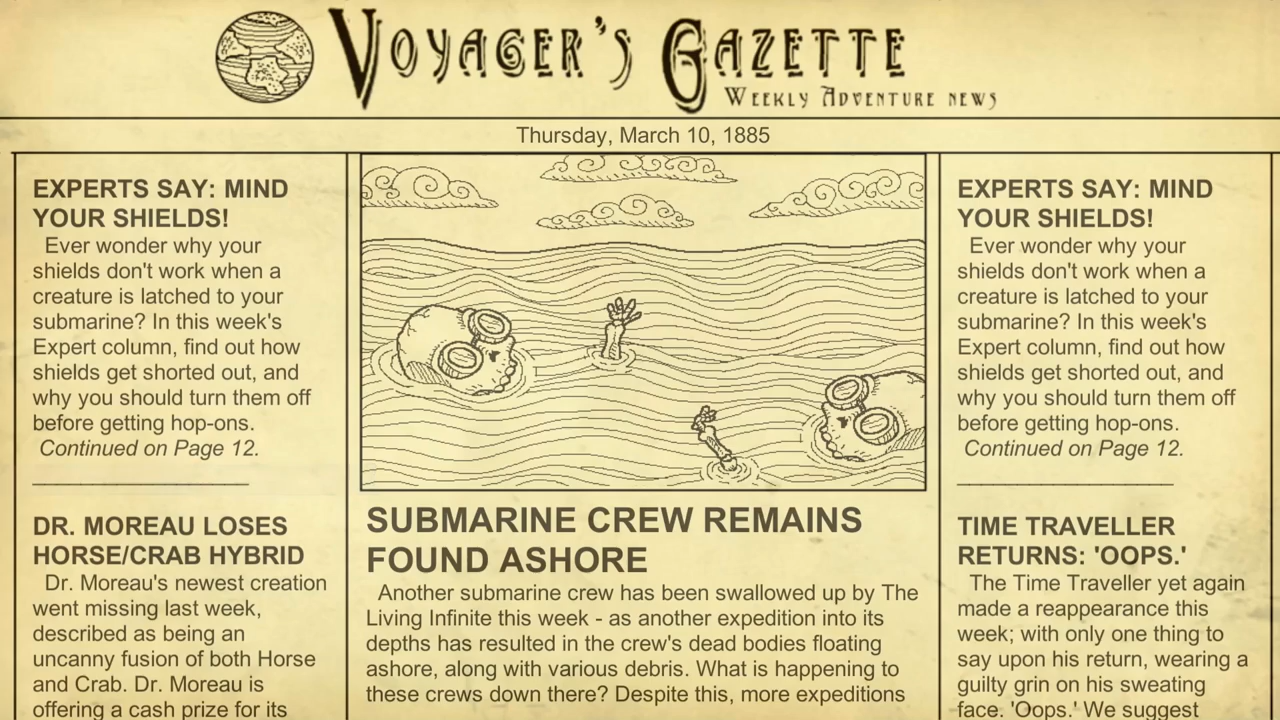 VOYAGER'S GAZETTE
WEEKLY ADVENTURE NEWS
Thursday, March 10, 1885
EXPERTS SAY: MIND
YOUR SHIELDS!
Ever wonder why your
shields don't work when a
creature is latched to your
submarine? In this week's
Expert column, find out how
shields get shorted out, and
why you should turn them off
before getting hop-ons.
Continued on Page 12.
DR. MOREAU LOSES
HORSE/CRAB HYBRID
Dr. Moreau's newest creation
went missing last week,
described as being an
uncanny fusion of both Horse
and Crab. Dr. Moreau is
offering a cash prize for its
SUBMARINE CREW REMAINS
FOUND ASHORE
Another submarine crew has been swallowed up by The
Living Infinite this week - as another expedition into its
depths has resulted in the crew's dead bodies floating
ashore, along with various debris. What is happening to
these crews down there? Despite this, more expeditions
EXPERTS SAY: MIND
YOUR SHIELDS!
Ever wonder why your
shields don't work when a
creature is latched to your
submarine? In this week's
Expert column, find out how
shields get shorted out, and
why you should turn them off
before getting hop-ons.
Continued on Page 12.
TIME TRAVELLER
RETURNS: 'OOPS.'
The Time Traveller yet again
made a reappearance this
week; with only one thing to
say upon his return, wearing a
guilty grin on his sweating
face. 'Oops.' We suggest